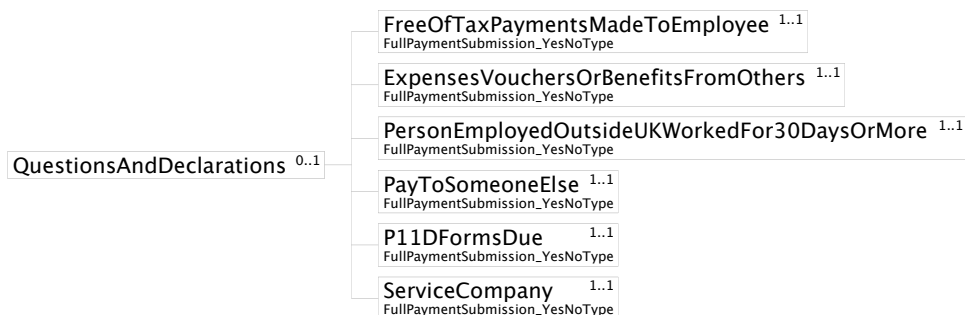 FreeOfTaxPaymentsMadeToEmployee 1..1
FullPaymentSubmission_YesNoType
ExpensesVouchersOrBenefitsFromOthers 1..1
FullPaymentSubmission_YesNoType
PersonEmployedOutsideUKWorkedFor30DaysOrMore 1..1
FullPaymentSubmission_YesNoType
QuestionsAndDeclarations 0..1
PayToSomeoneElse 1..1
FullPaymentSubmission_YesNoType
P11DFormsDue 1..1
FullPaymentSubmission_YesNoType
ServiceCompany 1..1
FullPaymentSubmission_YesNoType